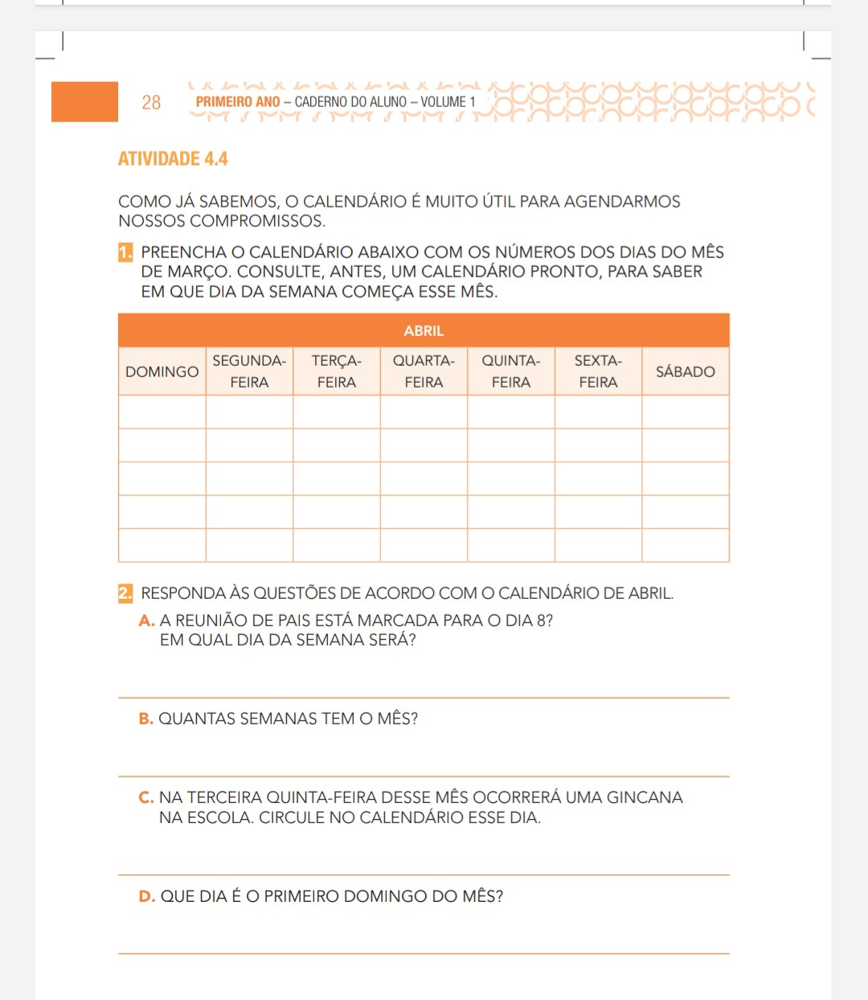 28 PRIMEIRO ANO – CADERNO DO ALUNO – VOLUME 1
ATIVIDADE 4.4
COMO JÁ SABEMOS, O CALENDÁRIO É MUITO ÚTIL PARA AGENDARMOS
NOSSOS COMPROMISSOS.
1. PREENCHA O CALENDÁRIO ABAIXO COM OS NÚMEROS DOS DIAS DO MÊS
DE MARÇO. CONSULTE, ANTES, UM CALENDÁRIO PRONTO, PARA SABER
EM QUE DIA DA SEMANA COMEÇA ESSE MÊS.
ABRIL
DOMINGO SEGUNDA-FEIRA TERÇA-FEIRA QUARTA-FEIRA QUINTA-FEIRA SEXTA-FEIRA SÁBADO
2. RESPONDA ÀS QUESTÕES DE ACORDO COM O CALENDÁRIO DE ABRIL.
A. A REUNIÃO DE PAIS ESTÁ MARCADA PARA O DIA 8?
EM QUAL DIA DA SEMANA SERÁ?
B. QUANTAS SEMANAS TEM O MÊS?
C. NA TERCEIRA QUINTA-FEIRA DESSE MÊS OCORRERÁ UMA GINCANA
NA ESCOLA. CIRCULE NO CALENDÁRIO ESSE DIA.
D. QUE DIA É O PRIMEIRO DOMINGO DO MÊS?